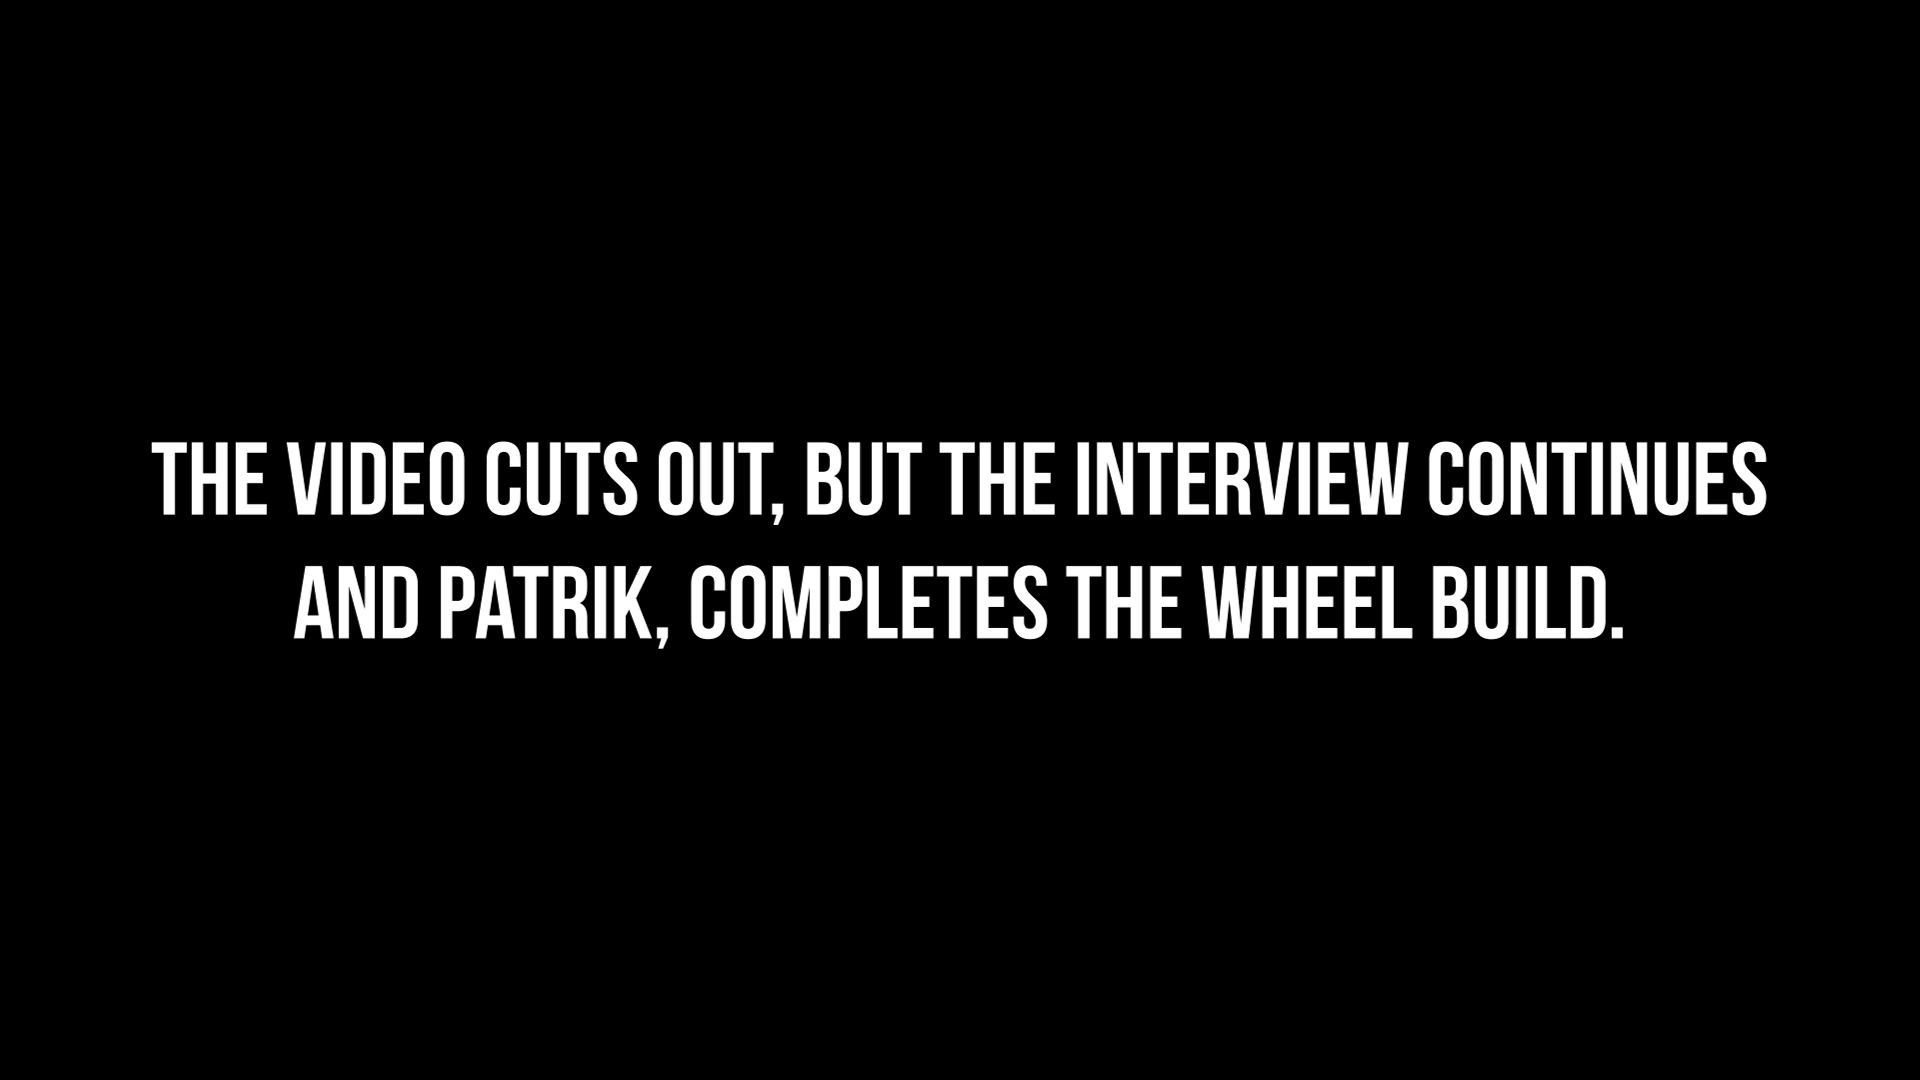 THE VIDEO CUTS OUT, BUT THE INTERVIEW CONTINUES
AND PATRIK, COMPLETES THE WHEEL BUILD.